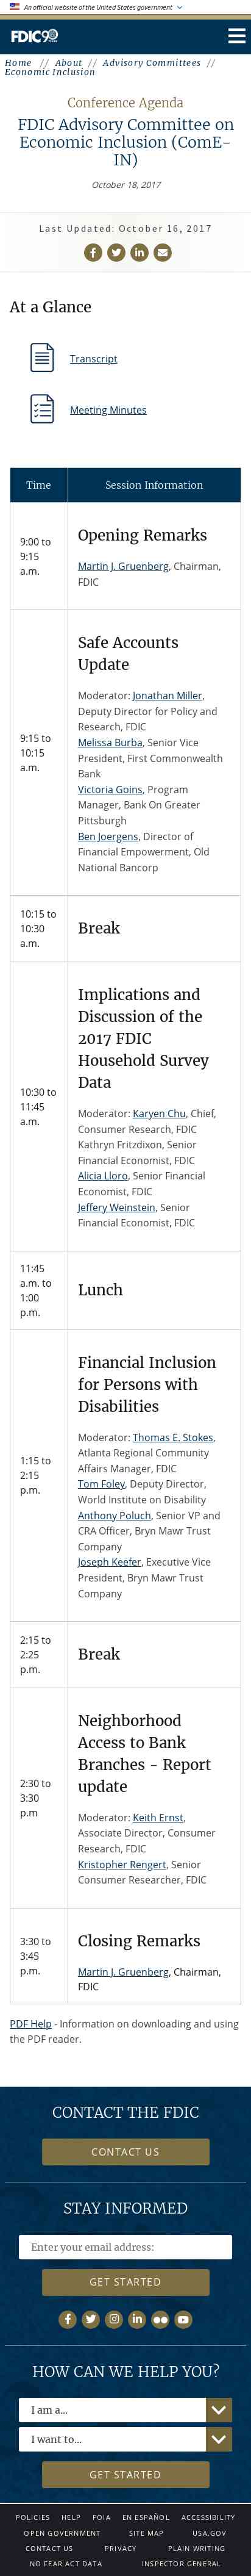 An official website of the United States government
FDIC 90
Home // About // Advisory Committees //
Economic Inclusion
Conference Agenda
FDIC Advisory Committee on
Economic Inclusion (ComE-
IN)
October 18, 2017
Last Updated: October 16, 2017
At a Glance
Transcript
Meeting Minutes
Time
Session Information
9:00 to
9:15
a.m.
Opening Remarks
Martin J. Gruenberg, Chairman,
FDIC
9:15 to
10:15
a.m.
Safe Accounts
Update
Moderator: Jonathan Miller,
Deputy Director for Policy and
Research, FDIC
Melissa Burba, Senior Vice
President, First Commonwealth
Bank
Victoria Goins, Program
Manager, Bank On Greater
Pittsburgh
Ben Joergens, Director of
Financial Empowerment, Old
National Bancorp
10:15 to
10:30
a.m.
Break
10:30 to
11:45
a.m.
Implications and
Discussion of the
2017 FDIC
Household Survey
Data
Moderator: Karyen Chu, Chief,
Consumer Research, FDIC
Kathryn Fritzdixon, Senior
Financial Economist, FDIC
Alicia Lloro, Senior Financial
Economist, FDIC
Jeffery Weinstein, Senior
Financial Economist, FDIC
11:45
a.m. to
1:00
p.m.
Lunch
1:15 to
2:15
p.m.
Financial Inclusion
for Persons with
Disabilities
Moderator: Thomas E. Stokes,
Atlanta Regional Community
Affairs Manager, FDIC
Tom Foley, Deputy Director,
World Institute on Disability
Anthony Poluch, Senior VP and
CRA Officer, Bryn Mawr Trust
Company
Joseph Keefer, Executive Vice
President, Bryn Mawr Trust
Company
2:15 to
2:25
p.m.
Break
2:30 to
3:30
p.m
Neighborhood
Access to Bank
Branches - Report
update
Moderator: Keith Ernst,
Associate Director, Consumer
Research, FDIC
Kristopher Rengert, Senior
Consumer Researcher, FDIC
3:30 to
3:45
p.m.
Closing Remarks
Martin J. Gruenberg, Chairman,
FDIC
PDF Help - Information on downloading and using
the PDF reader.
CONTACT THE FDIC
CONTACT US
STAY INFORMED
Enter your email address:
GET STARTED
HOW CAN WE HELP YOU?
I am a...
I want to...
GET STARTED
POLICIES HELP FOIA EN ESPAÑOL ACCESSIBILITY
OPEN GOVERNMENT SITE MAP USA.GOV
CONTACT US PRIVACY PLAIN WRITING
NO FEAR ACT DATA INSPECTOR GENERAL